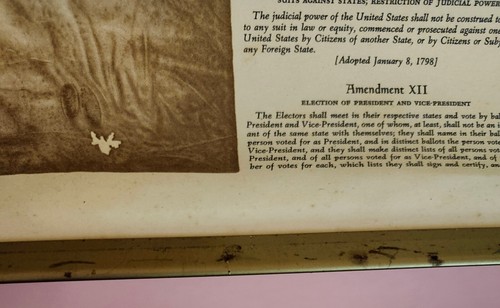 SUITS AGAINST STATES; RESTRICTION OF JUDICIAL POWER
The judicial power of the United States shall not be construed to
to any suit in law or equity, commenced or prosecuted against one
United States by Citizens of another State, or by Citizens or Sub
any Foreign State.
[Adopted January 8, 1798]
Amendment XII
ELECTION OF PRESIDENT AND VICE-PRESIDENT
The Electors shall meet in their respective states and vote by bal
President and Vice-President, one of whom, at least, shall not be an i
ant of the same state with themselves; they shall name in their bal
person voted for as President, and in distinct ballots the person vote
Vice-President, and they shall make distinct lists of all persons vot
President, and of all persons voted for as Vice-President, and of
ber of votes for each, which lists they shall sign and certify, an